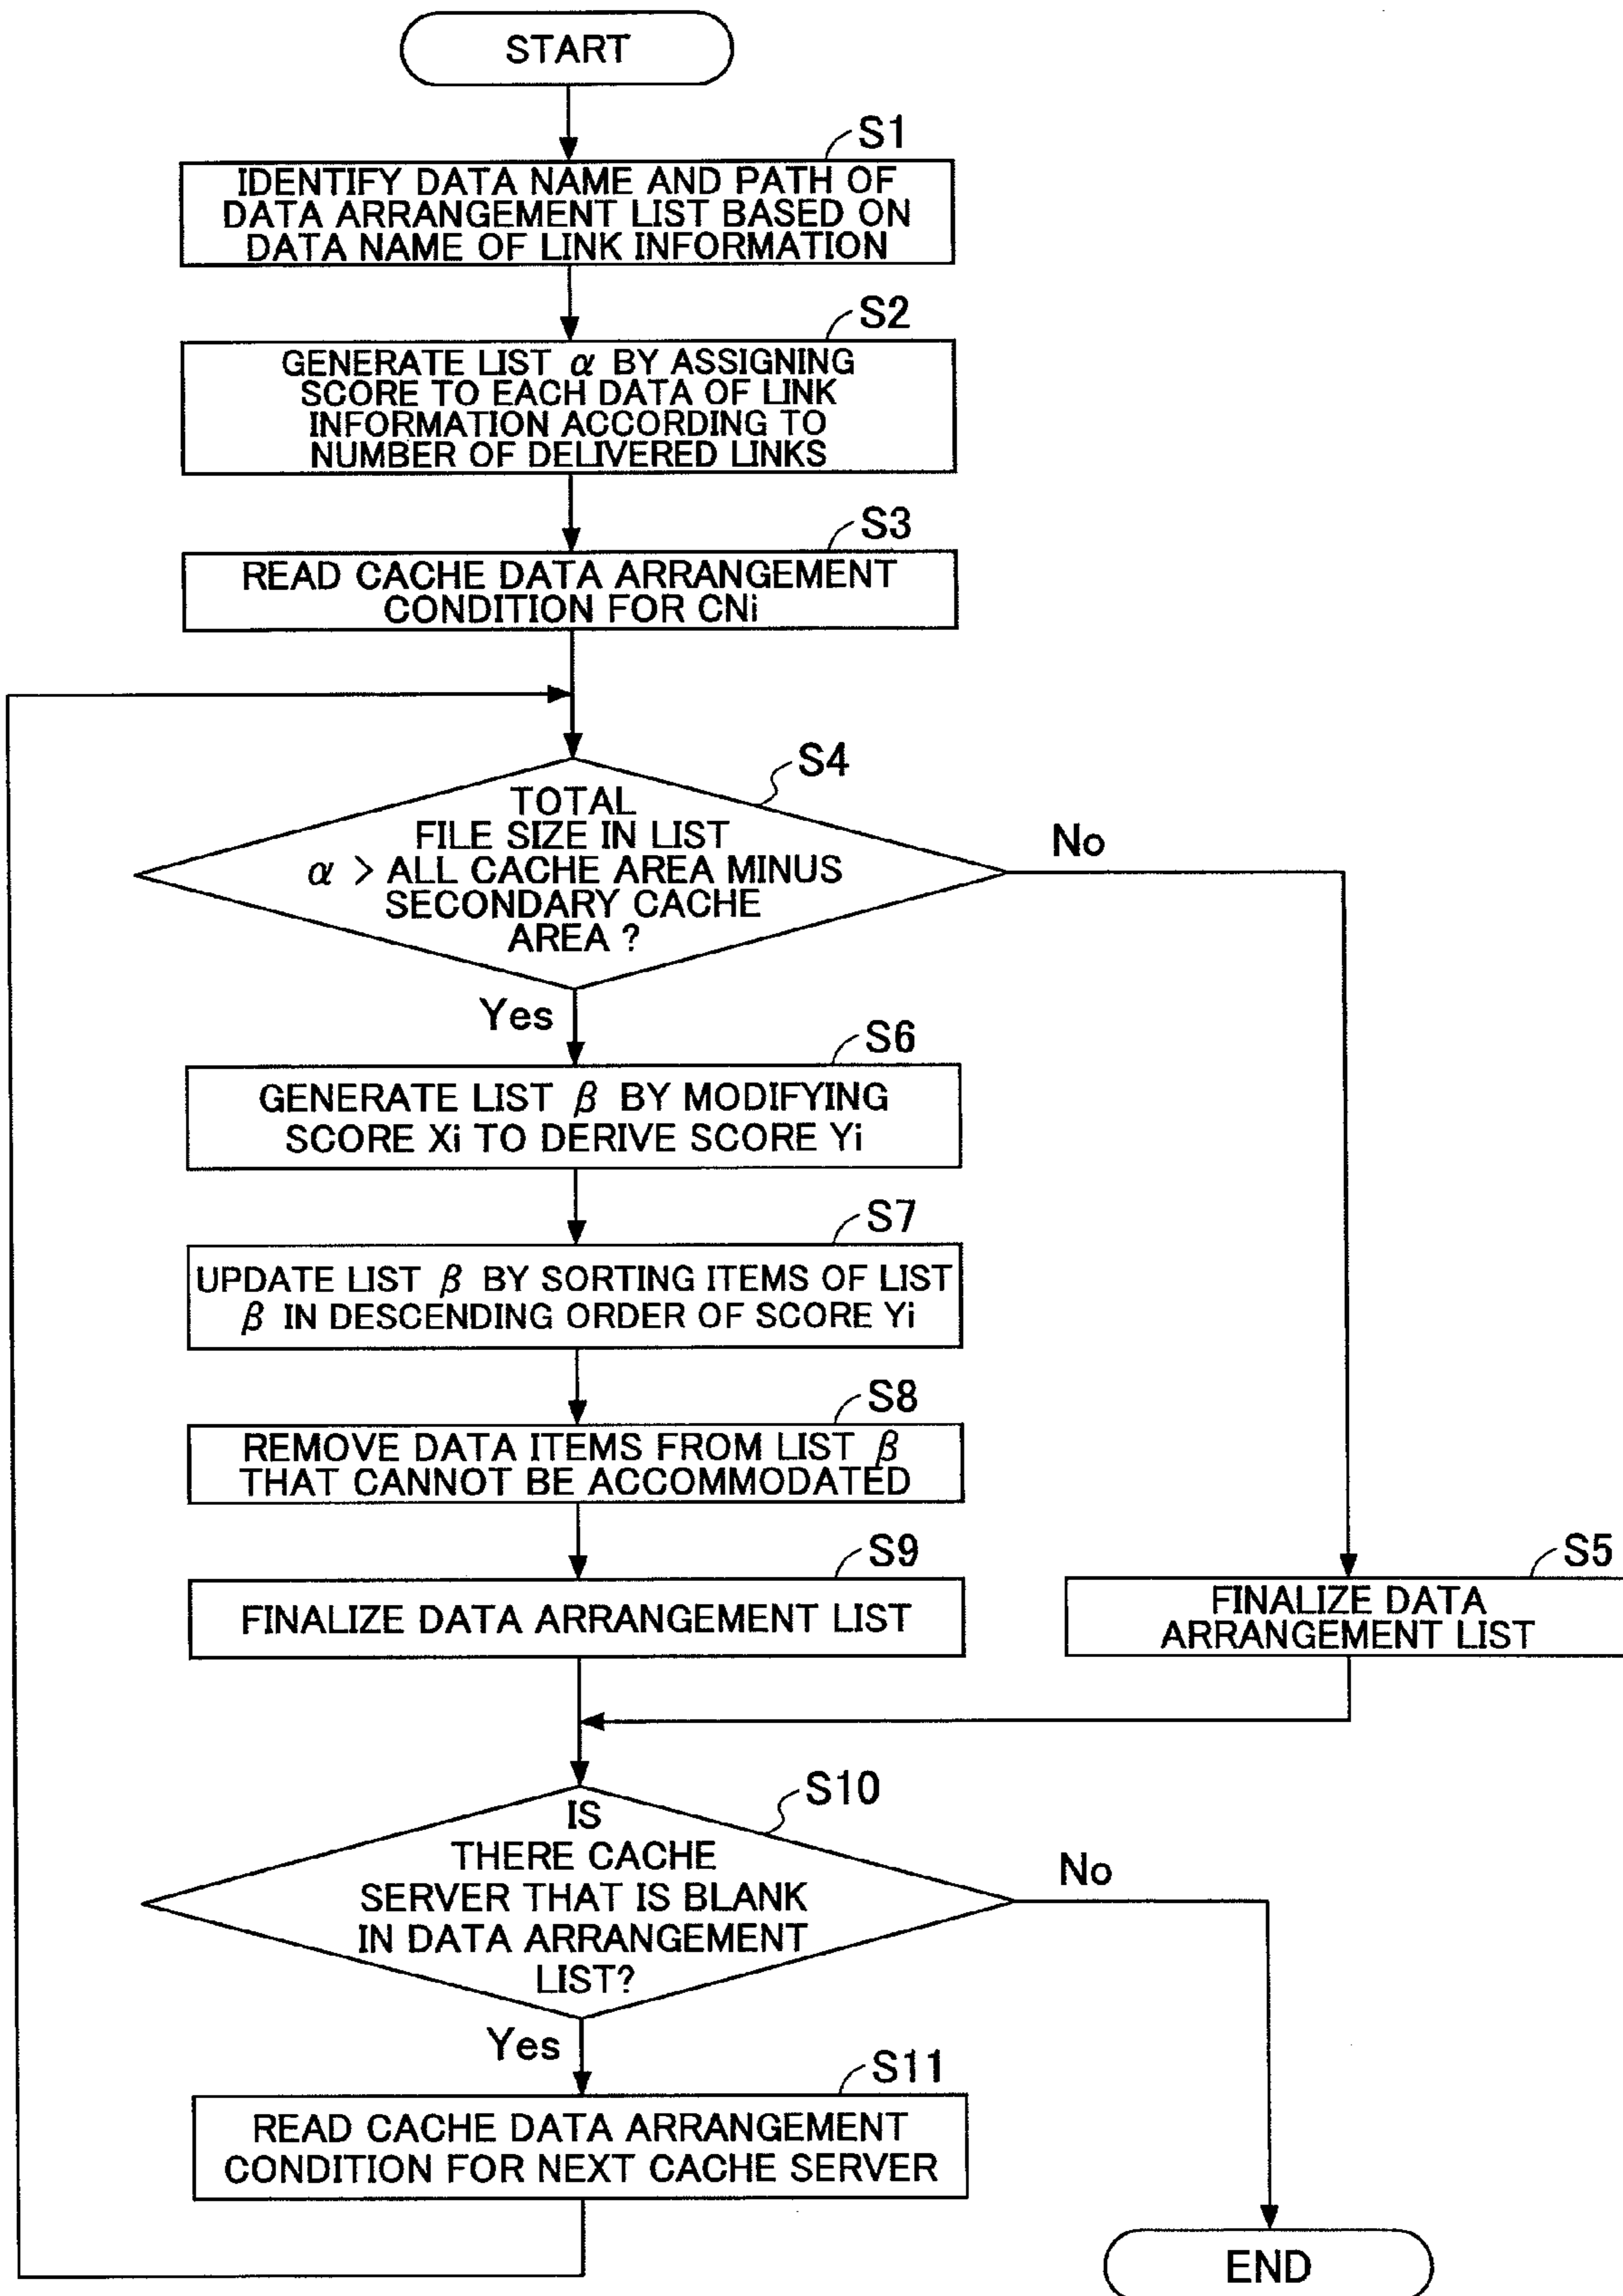 START
S1
IDENTIFY DATA NAME AND PATH OF
DATA ARRANGEMENT LIST BASED ON
DATA NAME OF LINK INFORMATION
S2
GENERATE LIST α BY ASSIGNING
SCORE TO EACH DATA OF LINK
INFORMATION ACCORDING TO
NUMBER OF DELIVERED LINKS
S3
READ CACHE DATA ARRANGEMENT
CONDITION FOR CNi
S4
TOTAL
FILE SIZE IN LIST
α > ALL CACHE AREA MINUS
SECONDARY CACHE
AREA ?
No
Yes
S6
GENERATE LIST β BY MODIFYING
SCORE Xi TO DERIVE SCORE Yi
S7
UPDATE LIST β BY SORTING ITEMS OF LIST
β IN DESCENDING ORDER OF SCORE Yi
S8
REMOVE DATA ITEMS FROM LIST β
THAT CANNOT BE ACCOMMODATED
S9
FINALIZE DATA ARRANGEMENT LIST
S5
FINALIZE DATA
ARRANGEMENT LIST
S10
IS
THERE CACHE
SERVER THAT IS BLANK
IN DATA ARRANGEMENT
LIST?
No
Yes
S11
READ CACHE DATA ARRANGEMENT
CONDITION FOR NEXT CACHE SERVER
END